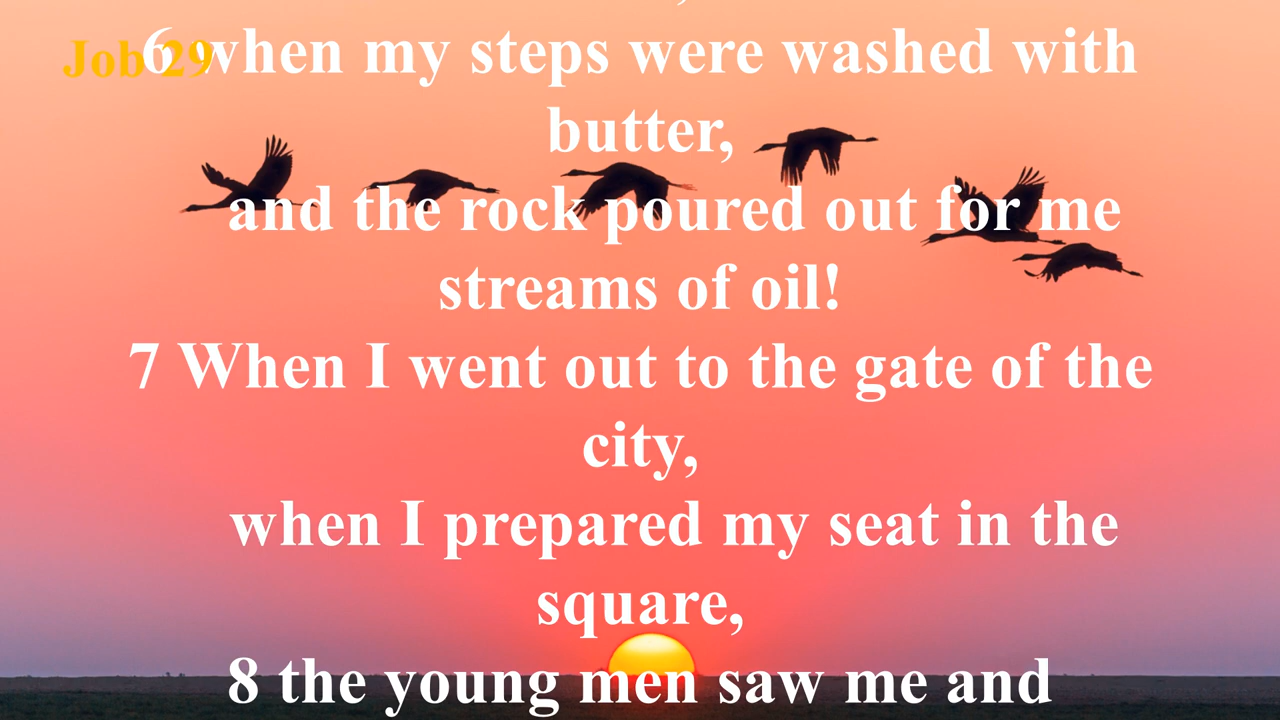 Job 29
6 when my steps were washed with
butter,
and the rock poured out for me
streams of oil!
7 When I went out to the gate of the
city,
when I prepared my seat in the
square,
8 the young men saw me and